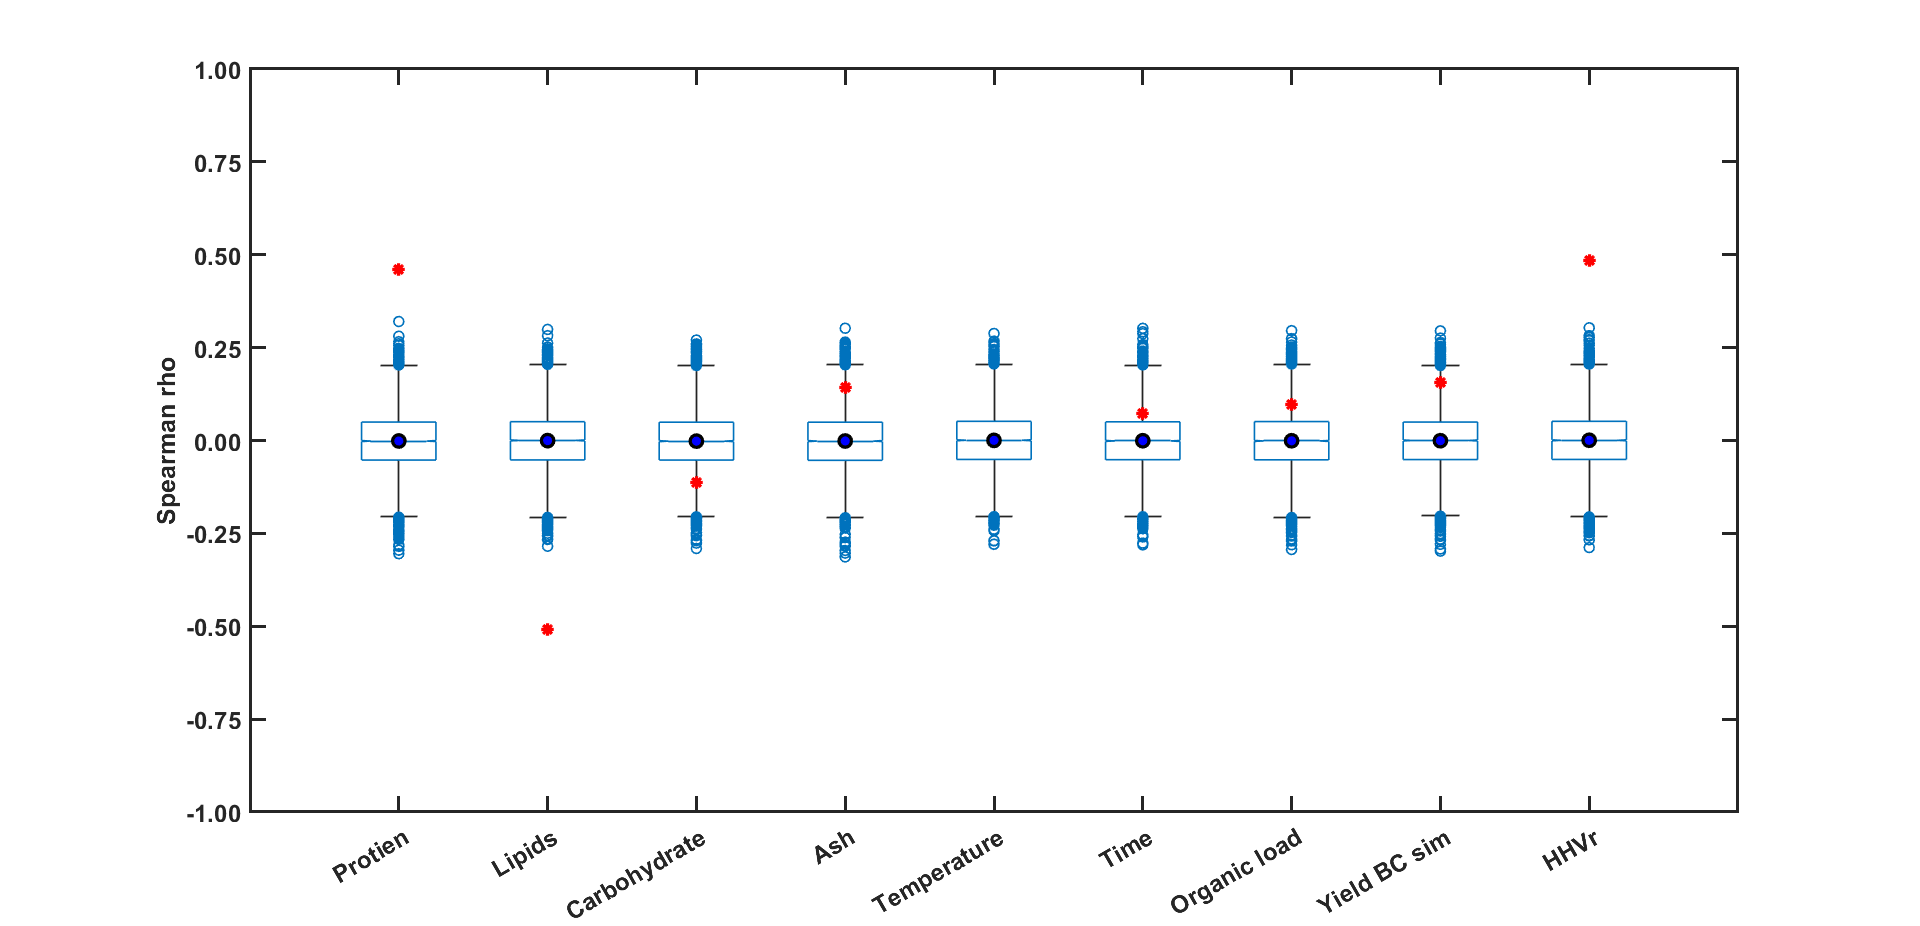 1.00
0.75
0.50
0.25
0.00
-0.25
-0.50
-0.75
-1.00
Spearman rho
Protien
Lipids
Carbohydrate
Ash
Temperature
Time
Organic load
Yield BC sim
HHVr